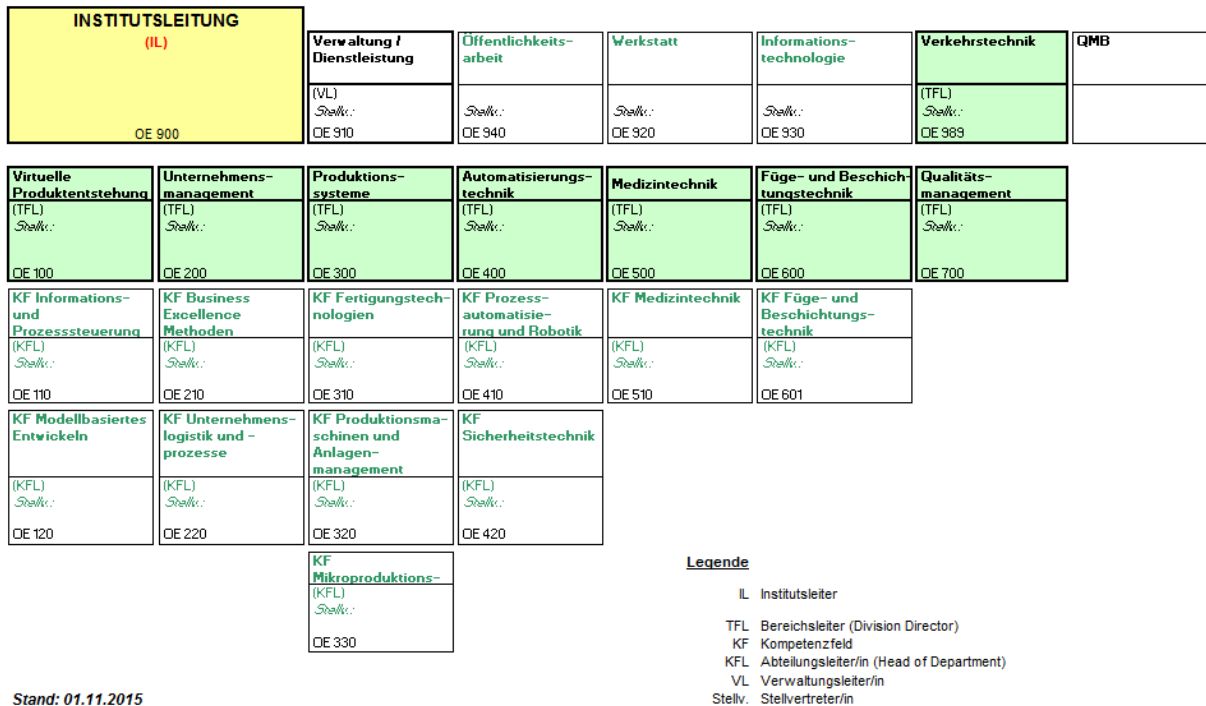 INSTITUTSLEITUNG
(IL)
OE 900
Verwaltung /
Dienstleistung
(VL)
Stellv.:
OE 910
Öffentlichkeits-
arbeit
Stellv.:
OE 940
Werkstatt
Stellv.:
OE 920
Informations-
technologie
Stellv.:
OE 930
Verkehrstechnik
(TFL)
Stellv.:
OE 989
QMB
Virtuelle
Produktentstehung
(TFL)
Stellv.:
OE 100
Unternehmens-
management
(TFL)
Stellv.:
OE 200
Produktions-
systeme
(TFL)
Stellv.:
OE 300
Automatisierungs-
technik
(TFL)
Stellv.:
OE 400
Medizintechnik
(TFL)
Stellv.:
OE 500
Füge- und Beschich-
tungstechnik
(TFL)
Stellv.:
OE 600
Qualitäts-
management
(TFL)
Stellv.:
OE 700
KF Informations-
und
Prozesssteuerung
(KFL)
Stellv.:
OE 110
KF Business
Excellence
Methoden
(KFL)
Stellv.:
OE 210
KF Fertigungstech-
nologien
(KFL)
Stellv.:
OE 310
KF Prozess-
automatisie-
rung und Robotik
(KFL)
Stellv.:
OE 410
KF Medizintechnik
(KFL)
Stellv.:
OE 510
KF Füge- und
Beschichtungs-
technik
(KFL)
Stellv.:
OE 601
KF Modellbasiertes
Entwickeln
(KFL)
Stellv.:
OE 120
KF Unternehmens-
logistik und -
prozesse
(KFL)
Stellv.:
OE 220
KF Produktionsma-
schinen und
Anlagen-
management
(KFL)
Stellv.:
OE 320
KF
Sicherheitstechnik
(KFL)
Stellv.:
OE 420
KF
Mikroproduktions-
(KFL)
Stellv.:
OE 330
Legende
IL Institutsleiter
TFL Bereichsleiter (Division Director)
KF Kompetenzfeld
KFL Abteilungsleiter/in (Head of Department)
VL Verwaltungsleiter/in
Stellv. Stellvertreter/in
Stand: 01.11.2015